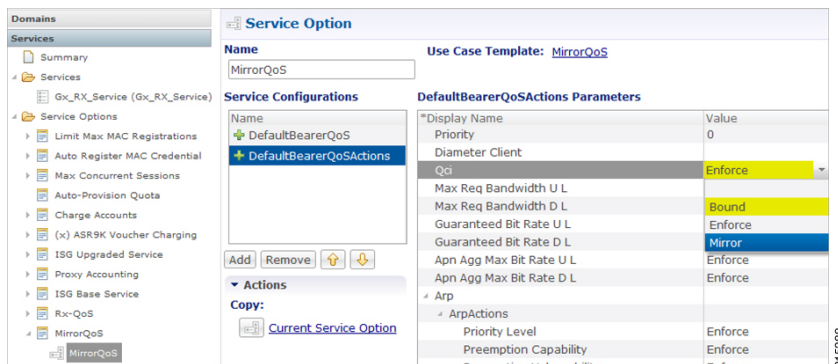 Domains
Services
Summary
Services
Gx_RX_Service (Gx_RX_Service)
Service Options
Limit Max MAC Registrations
Auto Register MAC Credential
Max Concurrent Sessions
Auto-Provision Quota
Charge Accounts
(x) ASR9K Voucher Charging
ISG Upgraded Service
Proxy Accounting
ISG Base Service
Rx-QoS
MirrorQoS
MirrorQoS
Service Option
Name
MirrorQoS
Use Case Template: MirrorQoS
Service Configurations
Name
DefaultBearerQoS
DefaultBearerQoSActions
Add Remove
Actions
Copy:
Current Service Option
DefaultBearerQoSActions Parameters
*Display Name Value
Priority 0
Diameter Client
Qci Enforce
Max Req Bandwidth U L
Max Req Bandwidth D L Bound
Guaranteed Bit Rate U L Enforce
Guaranteed Bit Rate D L Mirror
Apn Agg Max Bit Rate U L Enforce
Apn Agg Max Bit Rate D L Enforce
Arp
ArpActions
Priority Level Enforce
Preemption Capability Enforce